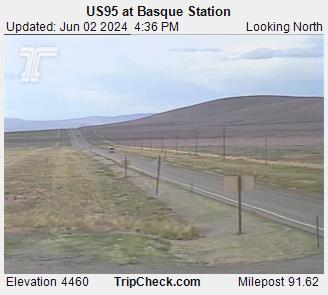 US95 at Basque Station
Updated: Jun 02 2024 4:36 PM Looking North
Elevation 4460 TripCheck.com Milepost 91.62